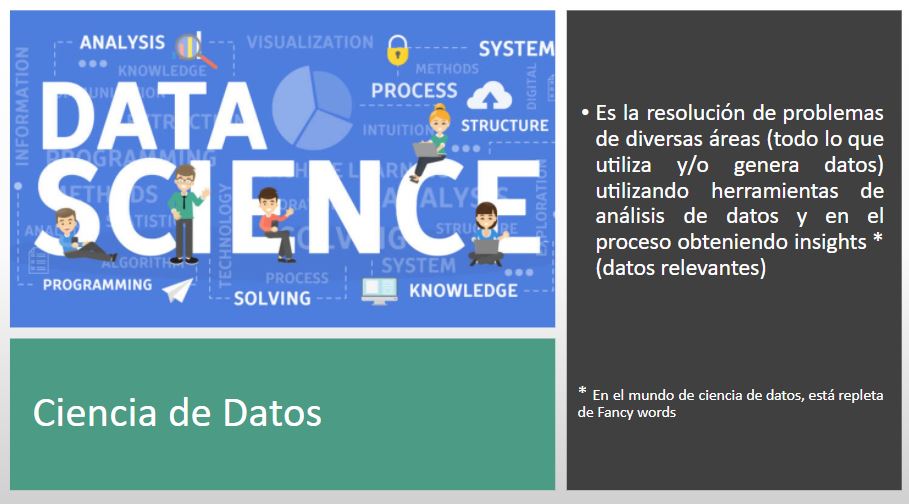 ANALYSIS
VISUALIZATION
SYSTEM
KNOWLEDGE
METHODS
INFORMATION
DIGITAL
PROCESS
DATA
STRUCTURE
INTUITION
PROGRAMMING
SCIENCE
METHODS
ANALYSIS
TECHNOLOGY
SOLVING
ALGORITHM
PROCESS
SYSTEM
PROGRAMMING
SOLVING
KNOWLEDGE
Ciencia de Datos
• Es la resolución de problemas
de diversas áreas (todo lo que
utiliza y/o genera datos)
utilizando herramientas de
análisis de datos y en el
proceso obteniendo insights *
(datos relevantes)
* En el mundo de ciencia de datos, está repleta
de Fancy words